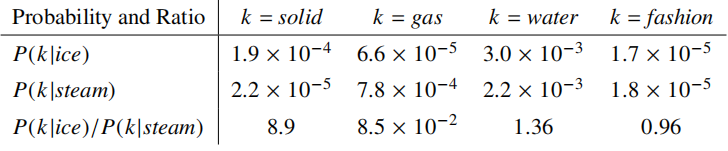 Probability and Ratio k = solid k = gas k = water k = fashion
P(k|ice) 1.9 × 10⁻⁴ 6.6 × 10⁻⁵ 3.0 × 10⁻³ 1.7 × 10⁻⁵
P(k|steam) 2.2 × 10⁻⁵ 7.8 × 10⁻⁴ 2.2 × 10⁻³ 1.8 × 10⁻⁵
P(k|ice)/P(k|steam) 8.9 8.5 × 10⁻² 1.36 0.96